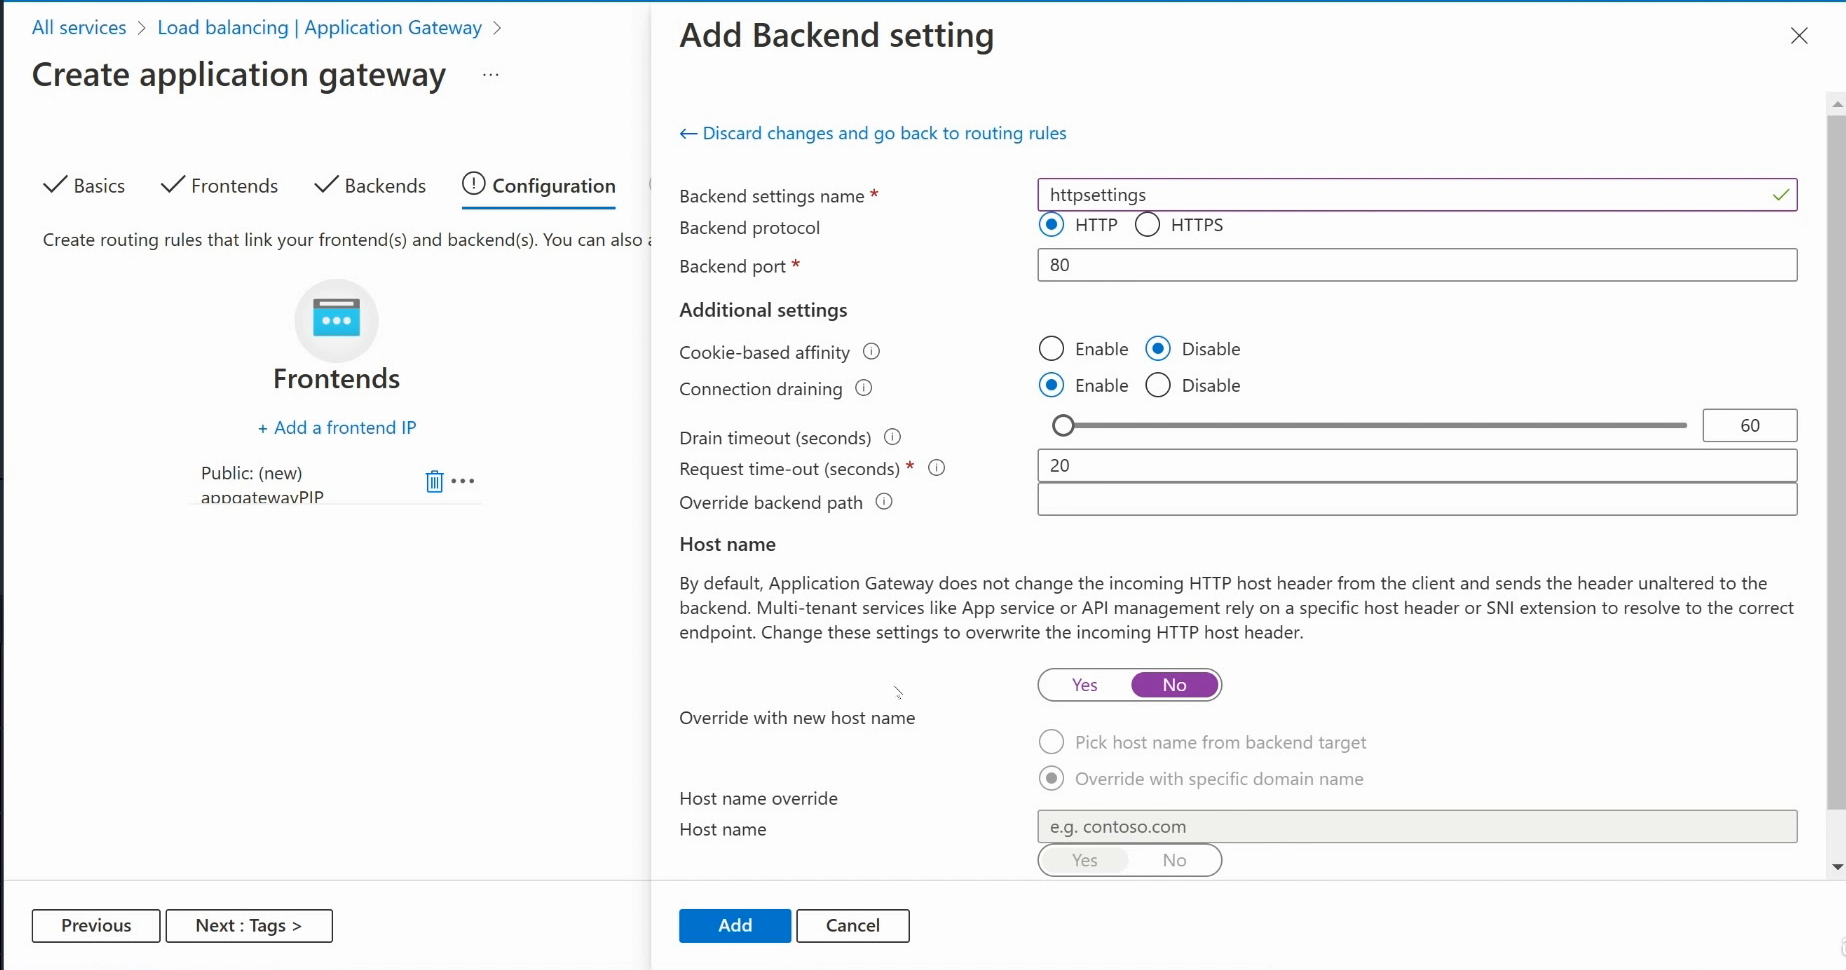 All services > Load balancing | Application Gateway >
Create application gateway ...
Basics
Frontends
Backends
Configuration
Create routing rules that link your frontend(s) and backend(s). You can also
Frontends
+ Add a frontend IP
Public: (new)
appgatewayPIP
Previous
Next : Tags >
Add Backend setting
← Discard changes and go back to routing rules
Backend settings name * httpsettings
Backend protocol HTTP HTTPS
Backend port * 80
Additional settings
Cookie-based affinity Enable Disable
Connection draining Enable Disable
Drain timeout (seconds) 60
Request time-out (seconds) * 20
Override backend path
Host name
By default, Application Gateway does not change the incoming HTTP host header from the client and sends the header unaltered to the
backend. Multi-tenant services like App service or API management rely on a specific host header or SNI extension to resolve to the correct
endpoint. Change these settings to overwrite the incoming HTTP host header.
Yes No
Override with new host name
Pick host name from backend target
Override with specific domain name
Host name override
Host name e.g. contoso.com
Yes No
Add Cancel